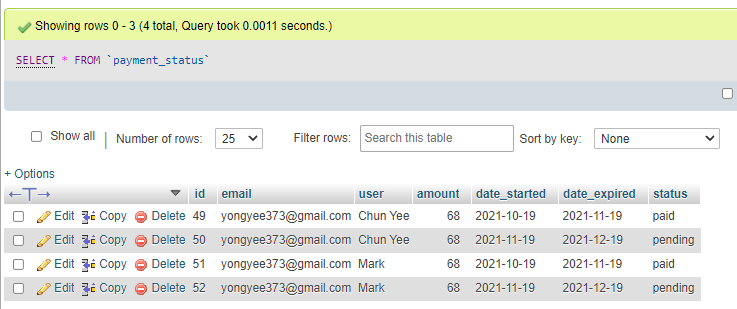 Showing rows 0 - 3 (4 total, Query took 0.0011 seconds.)
SELECT * FROM `payment_status`
Show all Number of rows: 25 Filter rows: Search this table Sort by key: None
+ Options
←T→ id email user amount date_started date_expired status
Edit Copy Delete 49 yongyee373@gmail.com Chun Yee 68 2021-10-19 2021-11-19 paid
Edit Copy Delete 50 yongyee373@gmail.com Chun Yee 68 2021-11-19 2021-12-19 pending
Edit Copy Delete 51 yongyee373@gmail.com Mark 68 2021-10-19 2021-11-19 paid
Edit Copy Delete 52 yongyee373@gmail.com Mark 68 2021-11-19 2021-12-19 pending